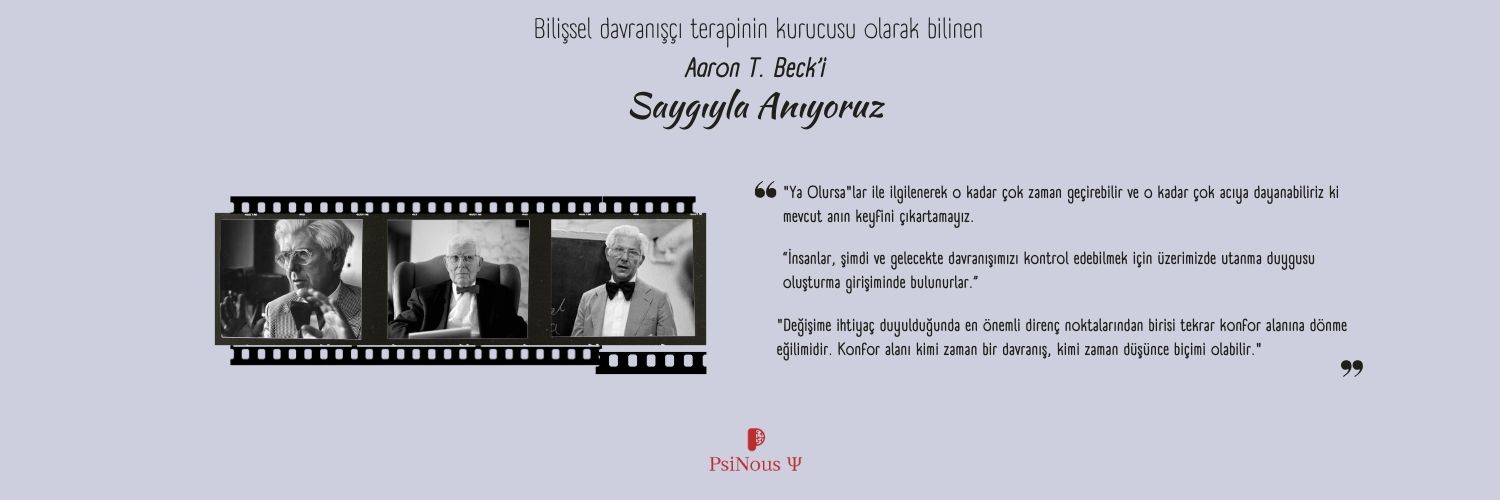 Bilişsel davranışçı terapinin kurucusu olarak bilinen
Aaron T. Beck'i
Saygıyla Anıyoruz
❝ "Ya Olursa"lar ile ilgilenerek o kadar çok zaman geçirebilir ve o kadar çok acıya dayanabiliriz ki
mevcut anın keyfini çıkartamayız.
"İnsanlar, şimdi ve gelecekte davranışımızı kontrol edebilmek için üzerimizde utanma duygusu
oluşturma girişiminde bulunurlar."
"Değişime ihtiyaç duyulduğunda en önemli direnç noktalarından birisi tekrar konfor alanına dönme
eğilimidir. Konfor alanı kimi zaman bir davranış, kimi zaman düşünce biçimi olabilir."
❞
PsiNous Ψ